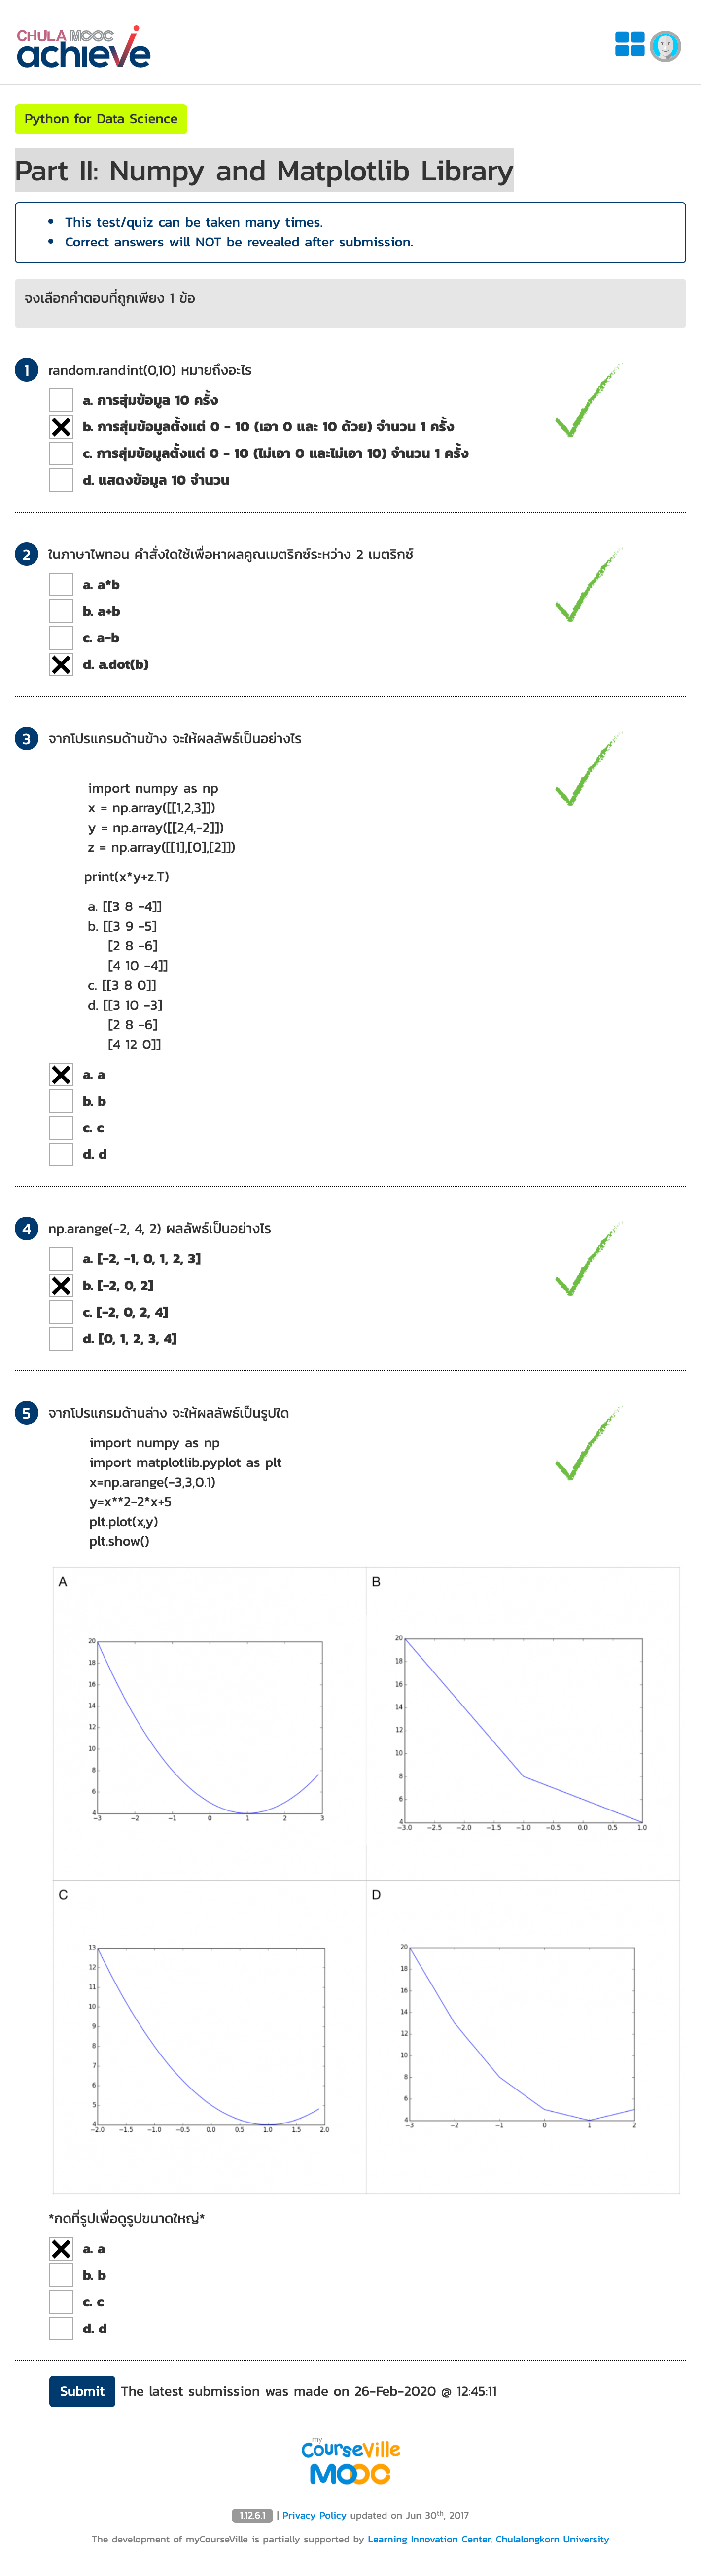 CHULA MOOC
achieve
Python for Data Science
Part II: Numpy and Matplotlib Library
• This test/quiz can be taken many times.
• Correct answers will NOT be revealed after submission.
จงเลือกคำตอบที่ถูกเพียง 1 ข้อ
1 random.randint(0,10) หมายถึงอะไร
a. การสุ่มข้อมูล 10 ครั้ง
b. การสุ่มข้อมูลตั้งแต่ 0 - 10 (เอา 0 และ 10 ด้วย) จำนวน 1 ครั้ง
c. การสุ่มข้อมูลตั้งแต่ 0 - 10 (ไม่เอา 0 และไม่เอา 10) จำนวน 1 ครั้ง
d. แสดงข้อมูล 10 จำนวน
2 ในภาษาไพทอน คำสั่งใดใช้เพื่อหาผลคูณเมตริกซ์ระหว่าง 2 เมตริกซ์
a. a*b
b. a+b
c. a-b
d. a.dot(b)
3 จากโปรแกรมด้านข้าง จะให้ผลลัพธ์เป็นอย่างไร
import numpy as np
x = np.array([[1,2,3]])
y = np.array([[2,4,-2]])
z = np.array([[1],[0],[2]])
print(x*y+z.T)
a. [[3 8 -4]]
b. [[3 9 -5]
[2 8 -6]
[4 10 -4]]
c. [[3 8 0]]
d. [[3 10 -3]
[2 8 -6]
[4 12 0]]
a. a
b. b
c. c
d. d
4 np.arange(-2, 4, 2) ผลลัพธ์เป็นอย่างไร
a. [-2, -1, 0, 1, 2, 3]
b. [-2, 0, 2]
c. [-2, 0, 2, 4]
d. [0, 1, 2, 3, 4]
5 จากโปรแกรมด้านล่าง จะให้ผลลัพธ์เป็นรูปใด
import numpy as np
import matplotlib.pyplot as plt
x=np.arange(-3,3,0.1)
y=x**2-2*x+5
plt.plot(x,y)
plt.show()
A
20
18
16
14
12
10
8
6
4
-3 -2 -1 0 1 2 3
B
20
18
16
14
12
10
8
6
4
-3.0 -2.5 -2.0 -1.5 -1.0 -0.5 0.0 0.5 1.0
C
13
12
11
10
9
8
7
6
5
4
-2.0 -1.5 -1.0 -0.5 0.0 0.5 1.0 1.5 2.0
D
20
18
16
14
12
10
8
6
4
-3 -2 -1 0 1 2
*กดที่รูปเพื่อดูรูปขนาดใหญ่*
a. a
b. b
c. c
d. d
Submit The latest submission was made on 26-Feb-2020 @ 12:45:11
my
CourseVille
MOOC
1.12.6.1 | Privacy Policy updated on Jun 30th, 2017
The development of myCourseVille is partially supported by Learning Innovation Center, Chulalongkorn University